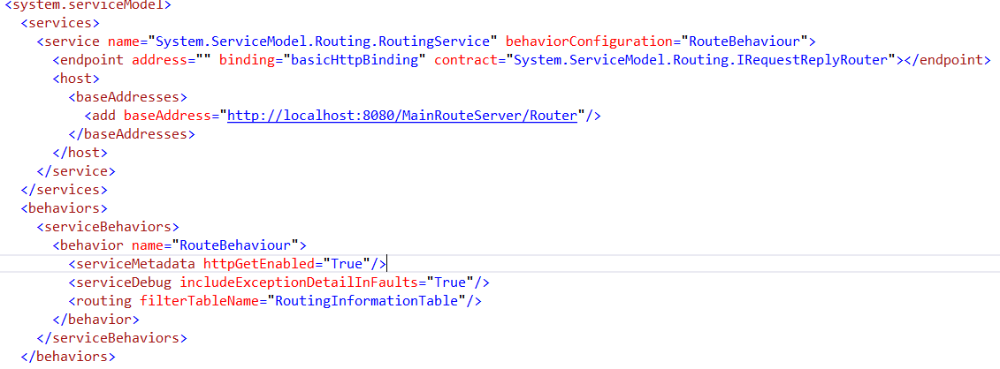 <system.serviceModel>
<services>
<service name="System.ServiceModel.Routing.RoutingService" behaviorConfiguration="RouteBehaviour">
<endpoint address="" binding="basicHttpBinding" contract="System.ServiceModel.Routing.IRequestReplyRouter"></endpoint>
<host>
<baseAddresses>
<add baseAddress="http://localhost:8080/MainRouteServer/Router"/>
</baseAddresses>
</host>
</service>
</services>
<behaviors>
<serviceBehaviors>
<behavior name="RouteBehaviour">
<serviceMetadata httpGetEnabled="True"/>
<serviceDebug includeExceptionDetailInFaults="True"/>
<routing filterTableName="RoutingInformationTable"/>
</behavior>
</serviceBehaviors>
</behaviors>